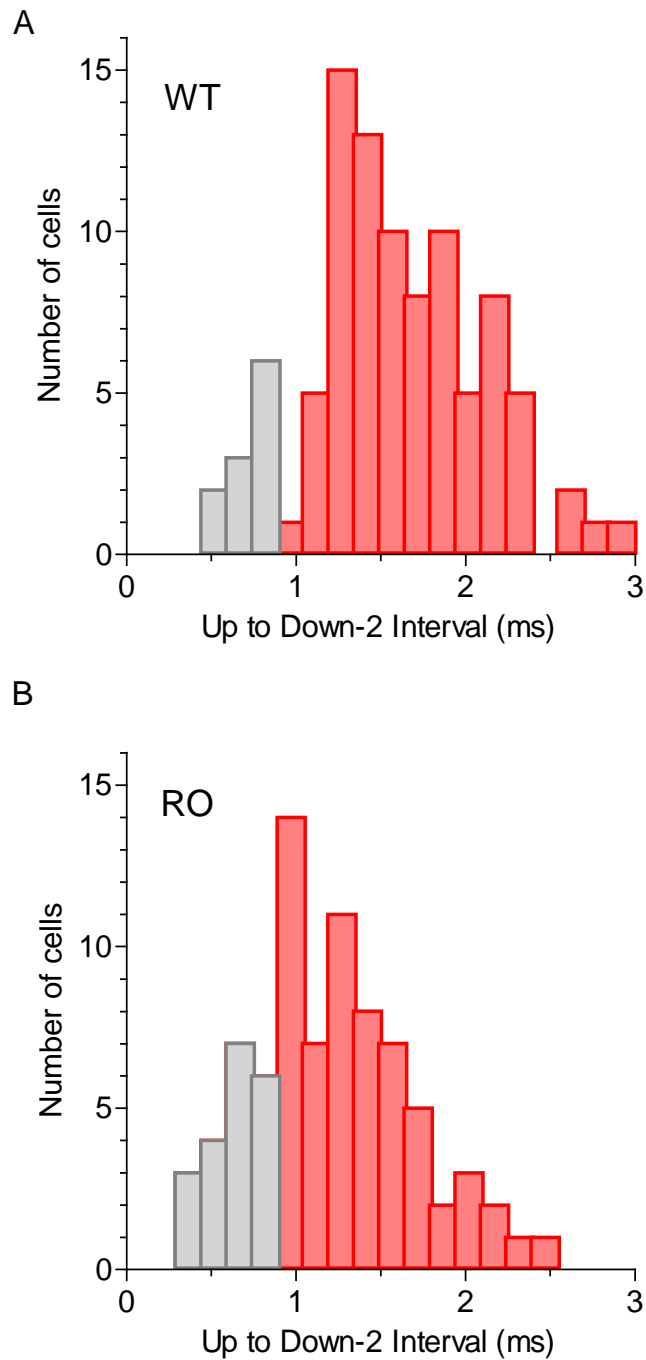 A
WT
15
10
5
0
Number of cells
0 1 2 3
Up to Down-2 Interval (ms)
B
RO
15
10
5
0
Number of cells
0 1 2 3
Up to Down-2 Interval (ms)